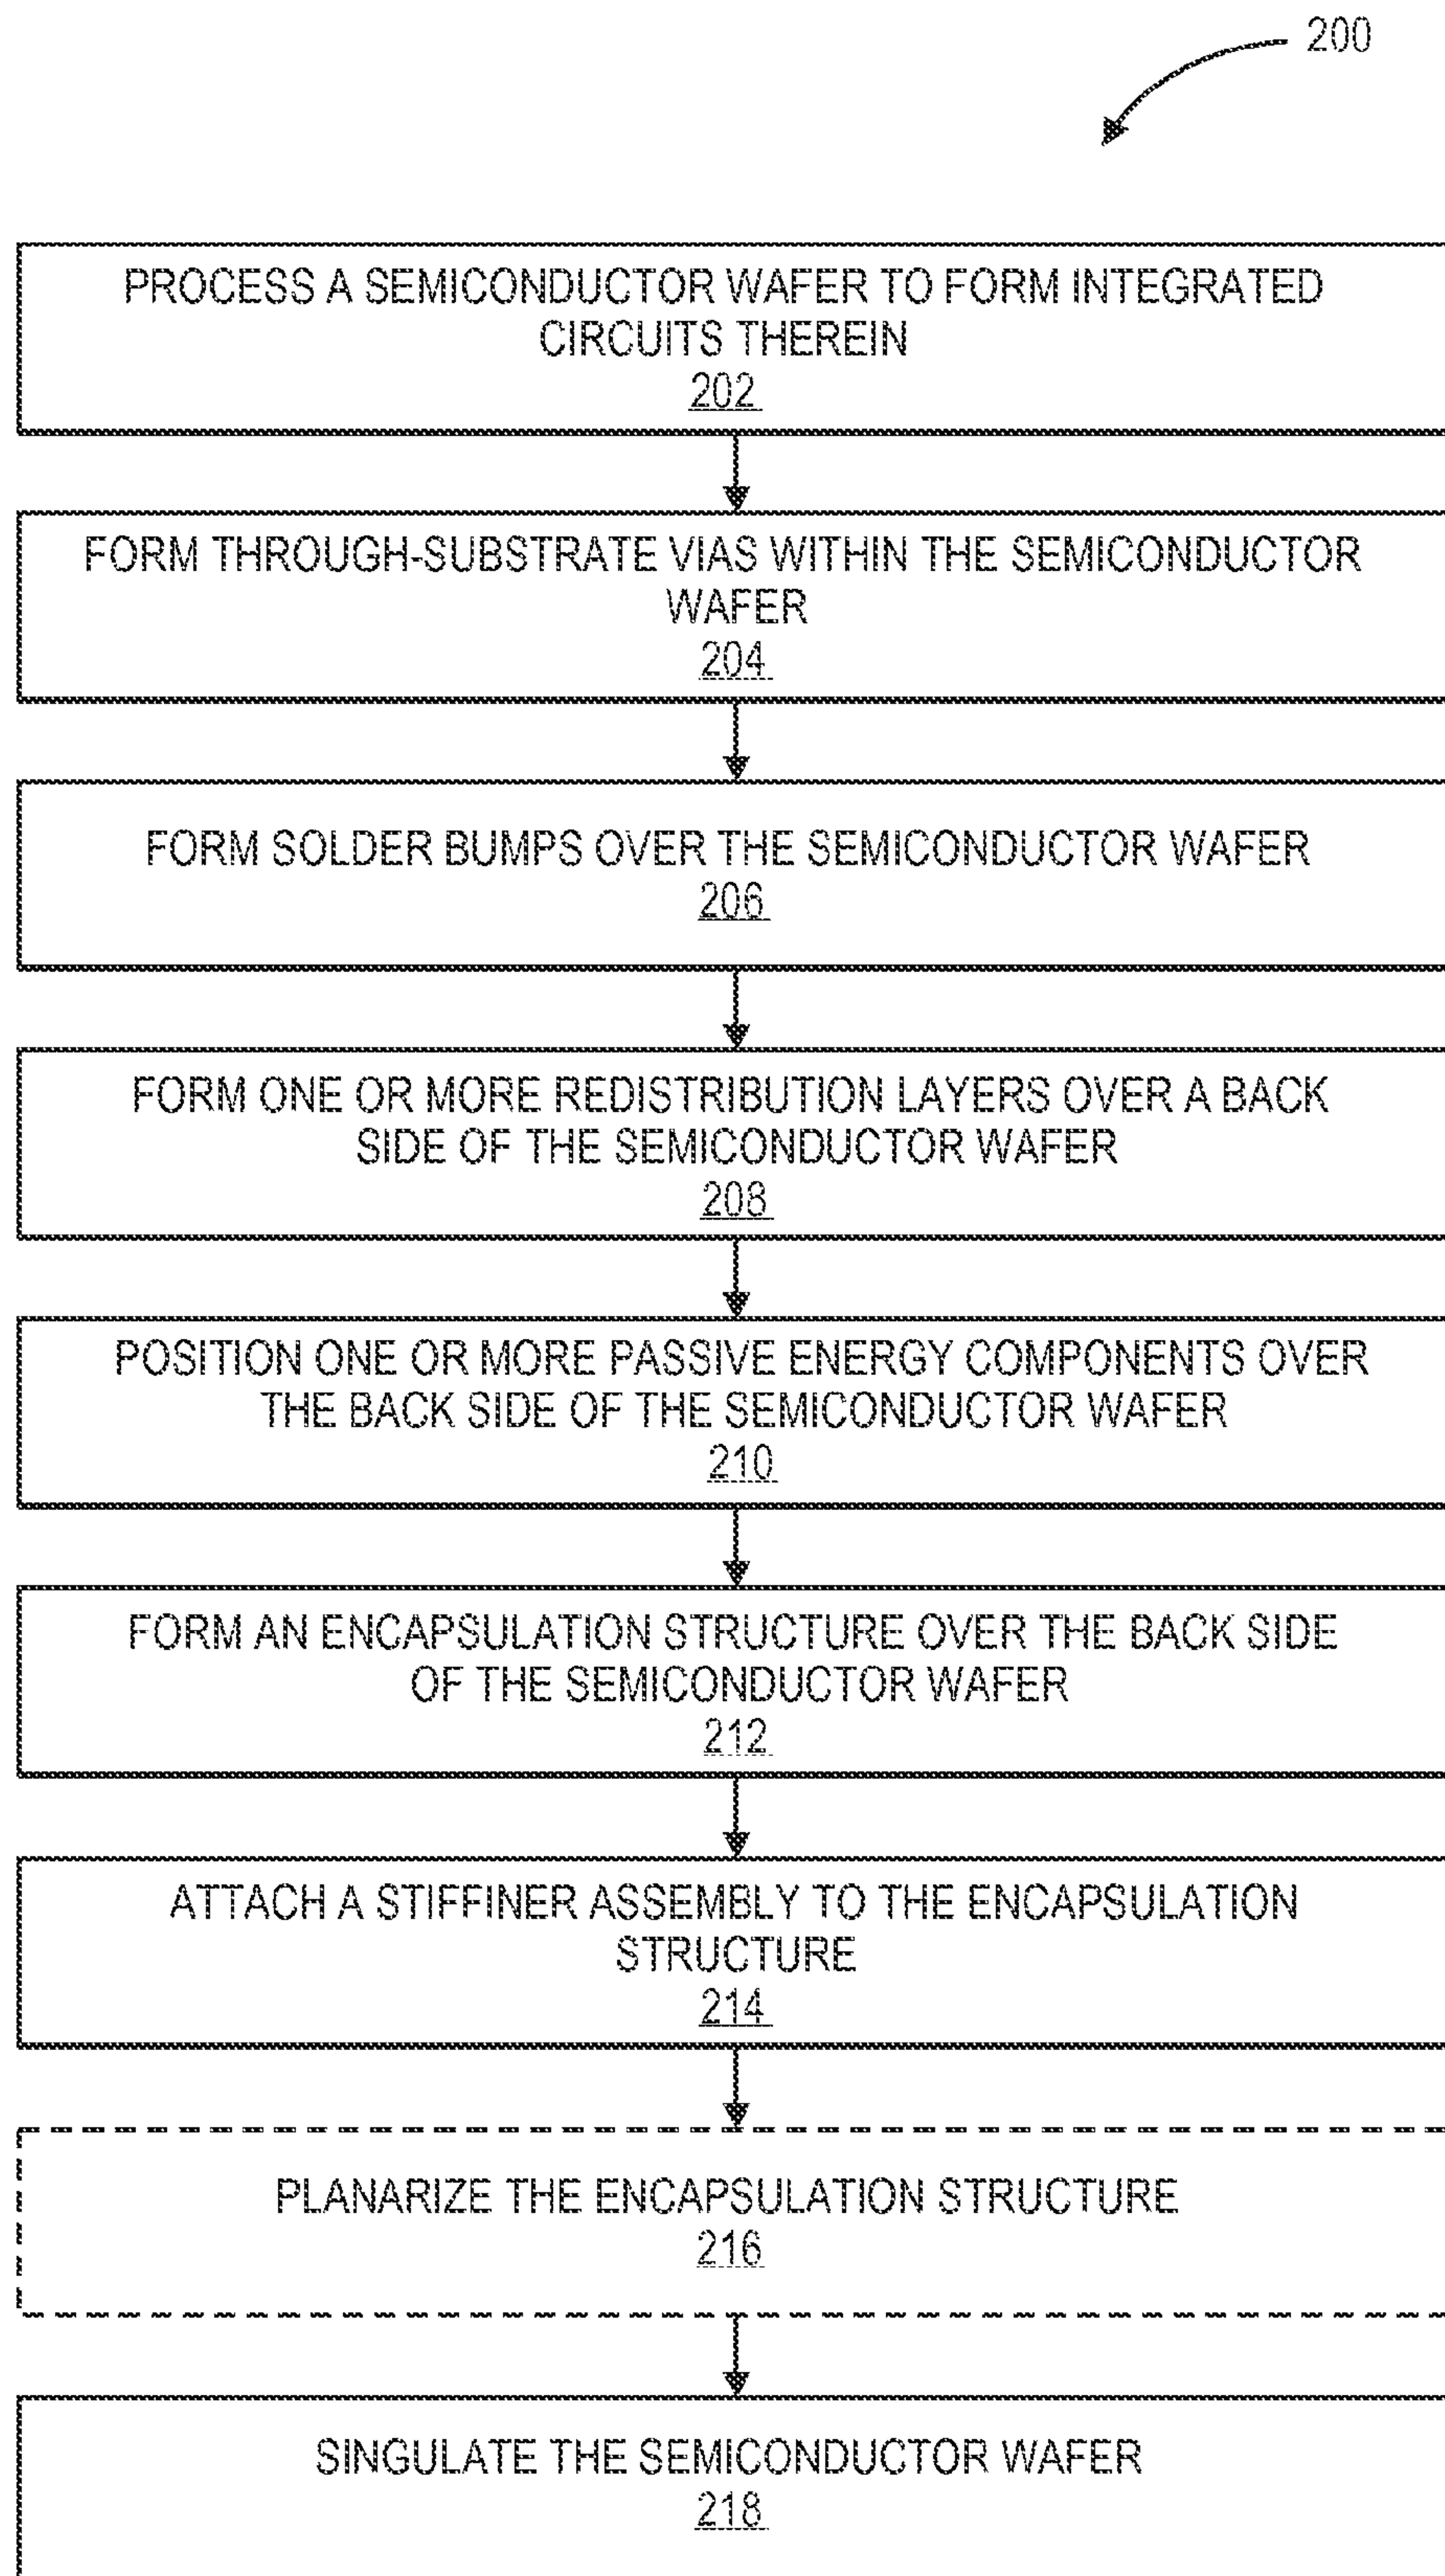 200
PROCESS A SEMICONDUCTOR WAFER TO FORM INTEGRATED
CIRCUITS THEREIN
202
FORM THROUGH-SUBSTRATE VIAS WITHIN THE SEMICONDUCTOR
WAFER
204
FORM SOLDER BUMPS OVER THE SEMICONDUCTOR WAFER
206
FORM ONE OR MORE REDISTRIBUTION LAYERS OVER A BACK
SIDE OF THE SEMICONDUCTOR WAFER
208
POSITION ONE OR MORE PASSIVE ENERGY COMPONENTS OVER
THE BACK SIDE OF THE SEMICONDUCTOR WAFER
210
FORM AN ENCAPSULATION STRUCTURE OVER THE BACK SIDE
OF THE SEMICONDUCTOR WAFER
212
ATTACH A STIFFINER ASSEMBLY TO THE ENCAPSULATION
STRUCTURE
214
PLANARIZE THE ENCAPSULATION STRUCTURE
216
SINGULATE THE SEMICONDUCTOR WAFER
218